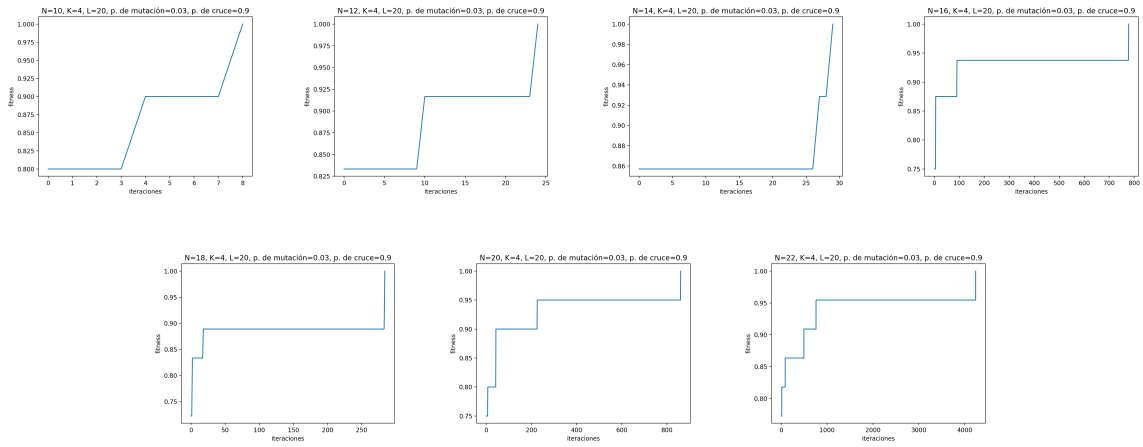 N=10, K=4, L=20, p. de mutación=0.03, p. de cruce=0.9
1.000
0.975
0.950
0.925
0.900
0.875
0.850
0.825
0.800
fitness
0 1 2 3 4 5 6 7 8
iteraciones
N=12, K=4, L=20, p. de mutación=0.03, p. de cruce=0.9
1.000
0.975
0.950
0.925
0.900
0.875
0.850
0.825
fitness
0 5 10 15 20 25
iteraciones
N=14, K=4, L=20, p. de mutación=0.03, p. de cruce=0.9
1.00
0.98
0.96
0.94
0.92
0.90
0.88
0.86
fitness
0 5 10 15 20 25 30
iteraciones
N=16, K=4, L=20, p. de mutación=0.03, p. de cruce=0.9
1.00
0.95
0.90
0.85
0.80
0.75
fitness
0 100 200 300 400 500 600 700 800
iteraciones
N=18, K=4, L=20, p. de mutación=0.03, p. de cruce=0.9
1.00
0.95
0.90
0.85
0.80
0.75
fitness
0 50 100 150 200 250
iteraciones
N=20, K=4, L=20, p. de mutación=0.03, p. de cruce=0.9
1.00
0.95
0.90
0.85
0.80
0.75
fitness
0 200 400 600 800
iteraciones
N=22, K=4, L=20, p. de mutación=0.03, p. de cruce=0.9
1.00
0.95
0.90
0.85
0.80
fitness
0 1000 2000 3000 4000
iteraciones